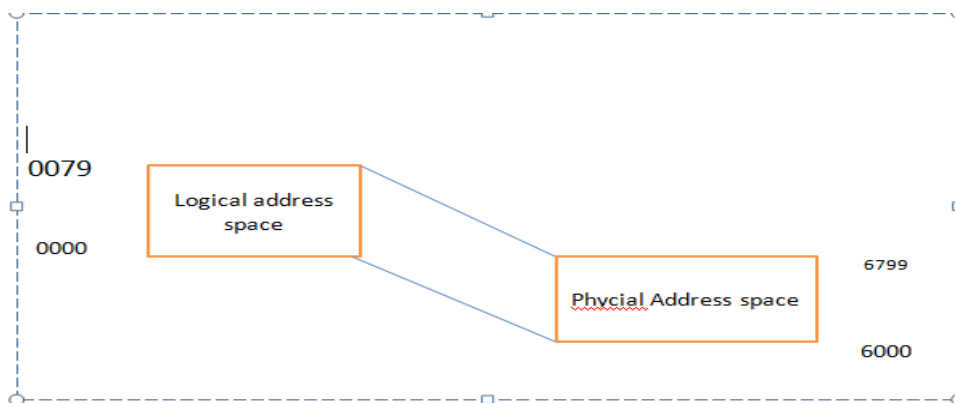 0079
Logical address
space
0000
6799
Phycial Address space
6000